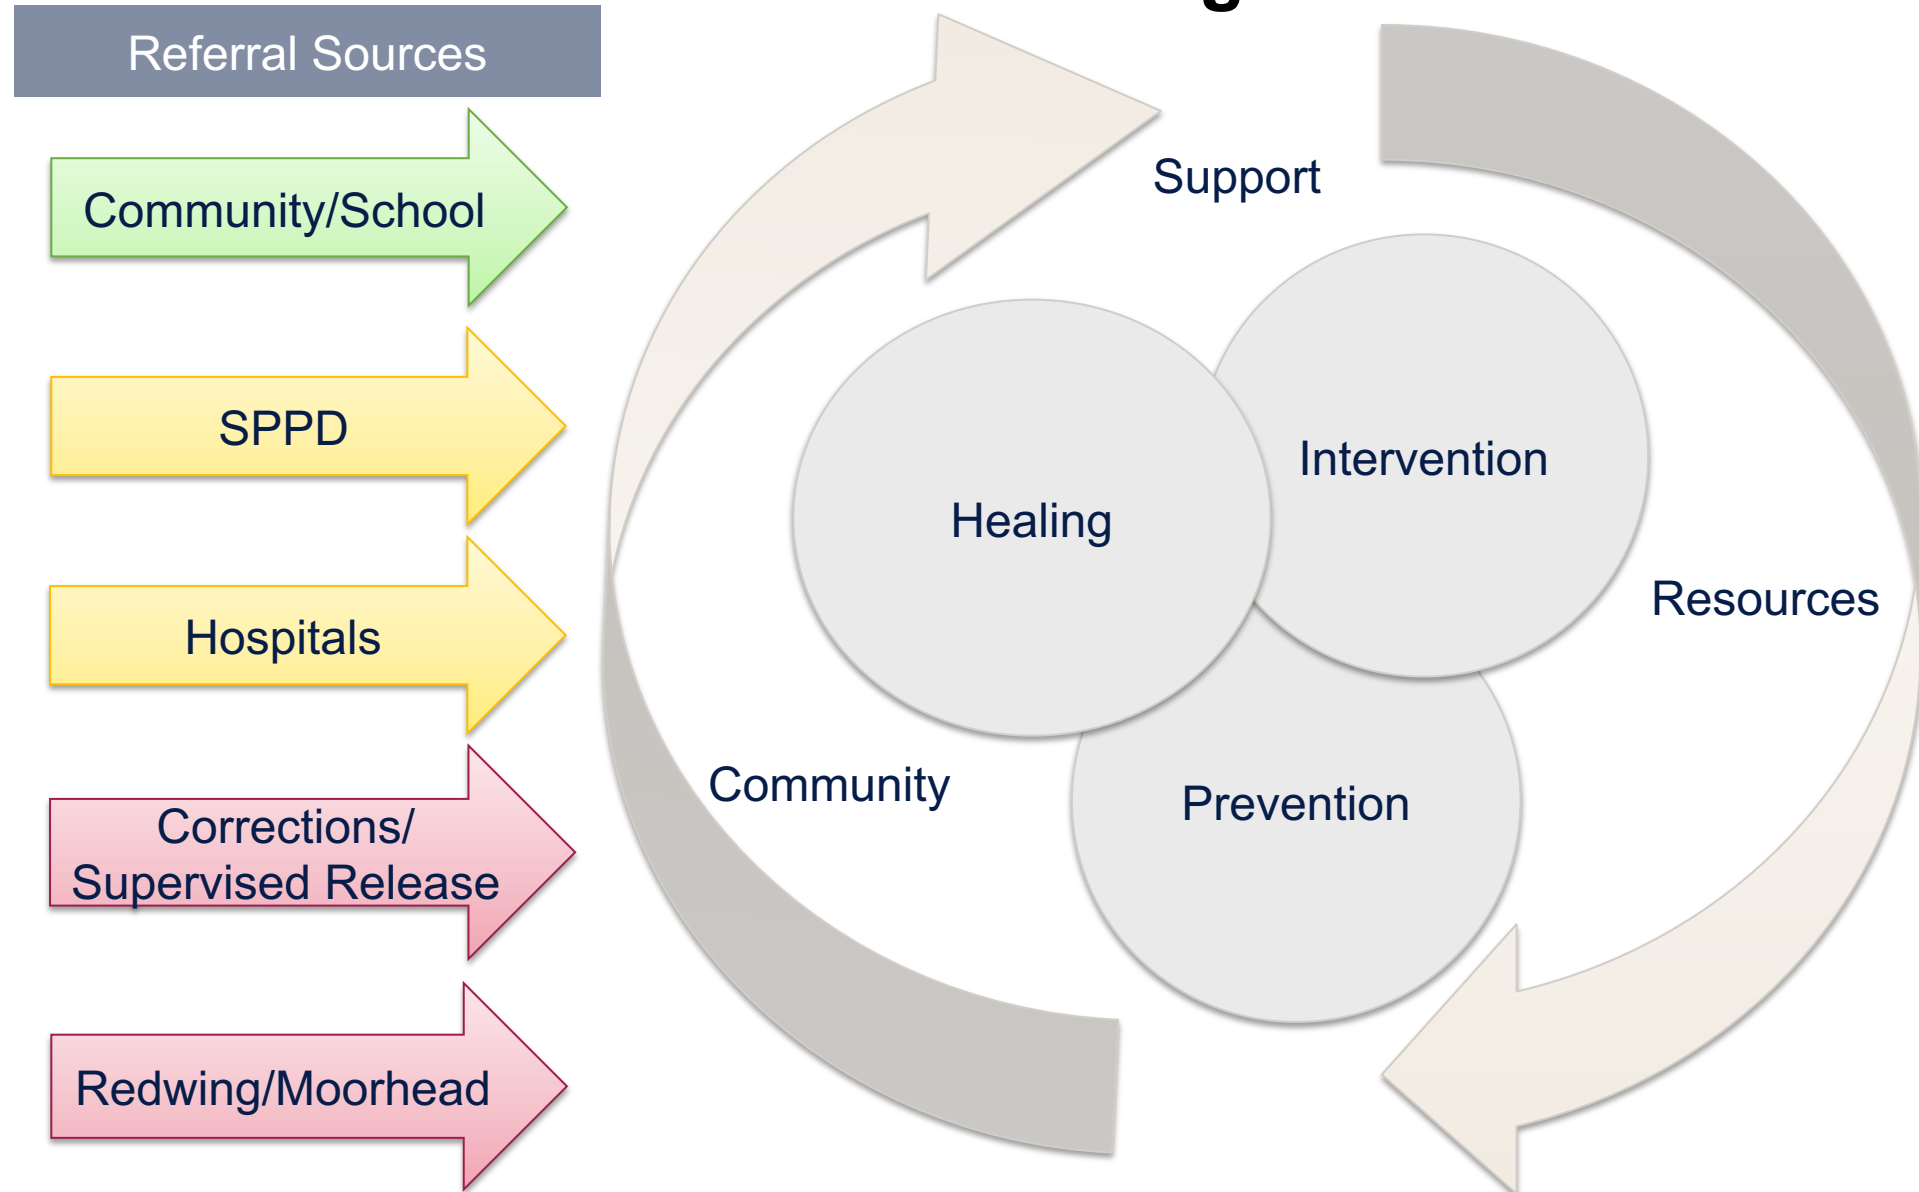 Referral Sources
Community/School
SPPD
Hospitals
Corrections/
Supervised Release
Redwing/Moorhead
Support
Intervention
Healing
Resources
Community
Prevention